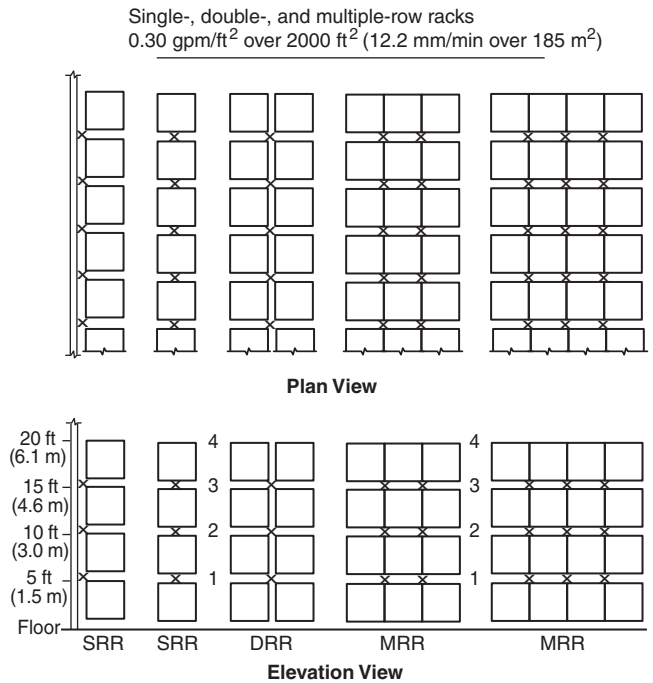 Single-, double-, and multiple-row racks
0.30 gpm/ft² over 2000 ft² (12.2 mm/min over 185 m²)
Plan View
20 ft
(6.1 m)
15 ft
(4.6 m)
10 ft
(3.0 m)
5 ft
(1.5 m)
Floor
4
3
2
1
4
3
2
1
SRR SRR DRR MRR MRR
Elevation View